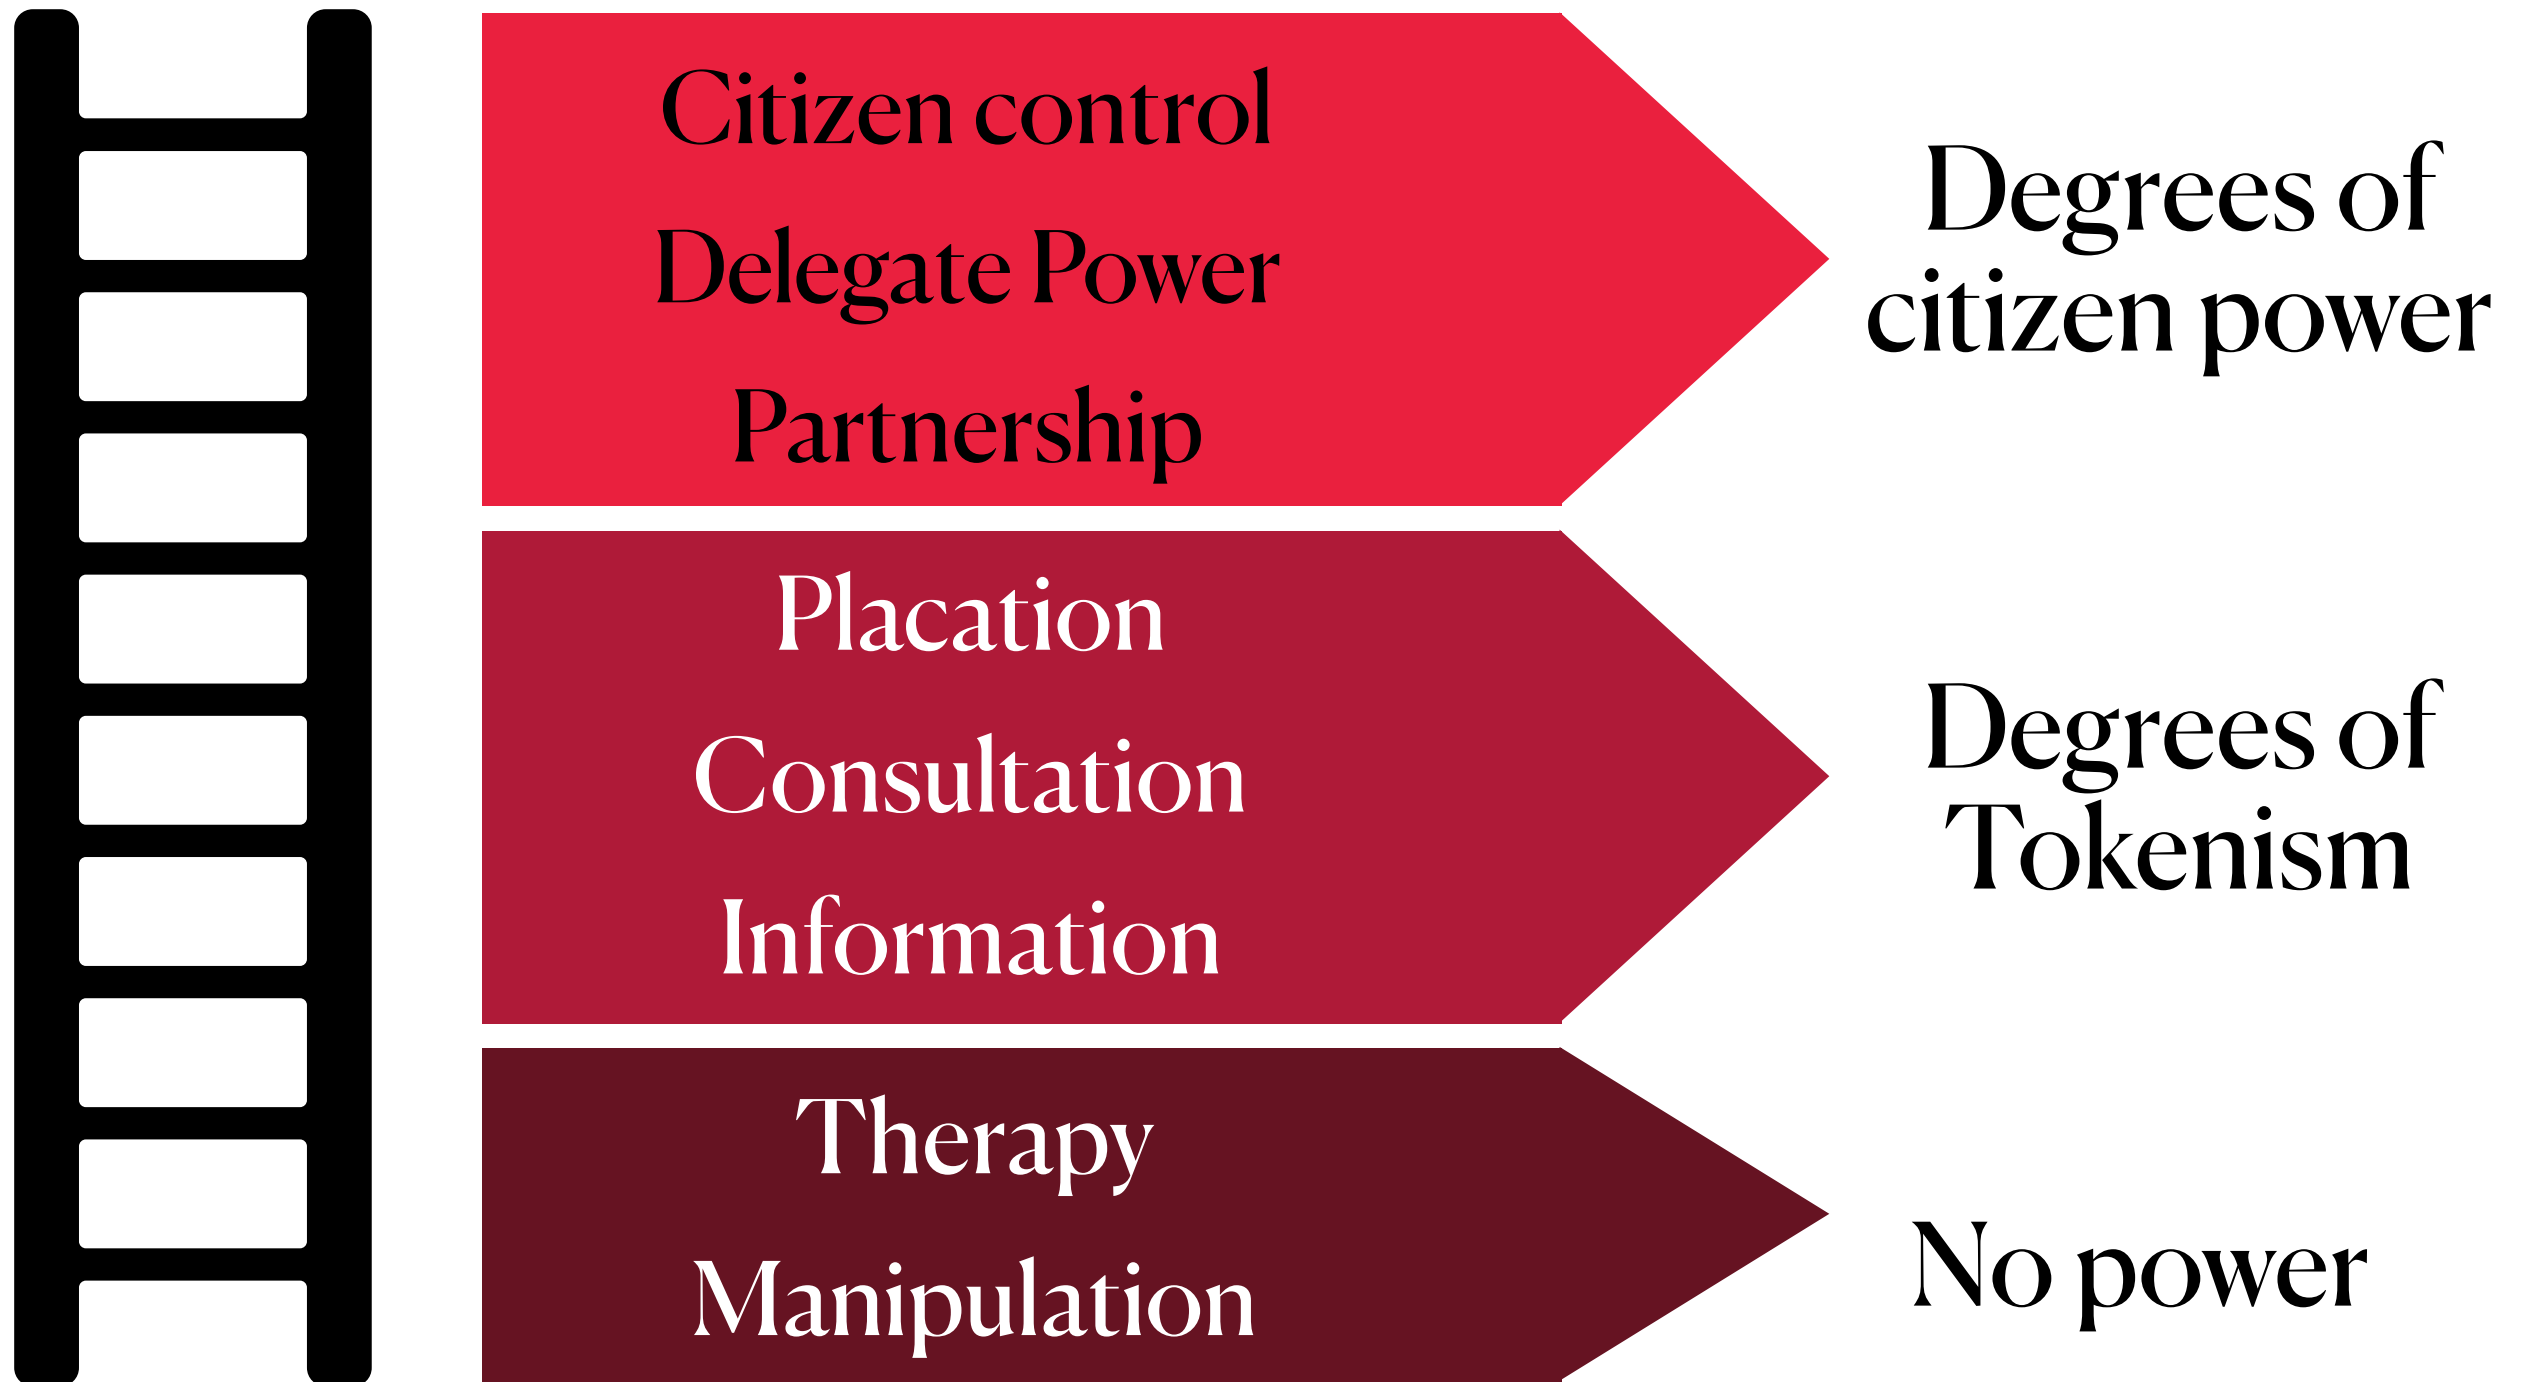 Citizen control
Delegate Power
Partnership
Degrees of
citizen power
Placation
Consultation
Information
Degrees of
Tokenism
Therapy
Manipulation
No power